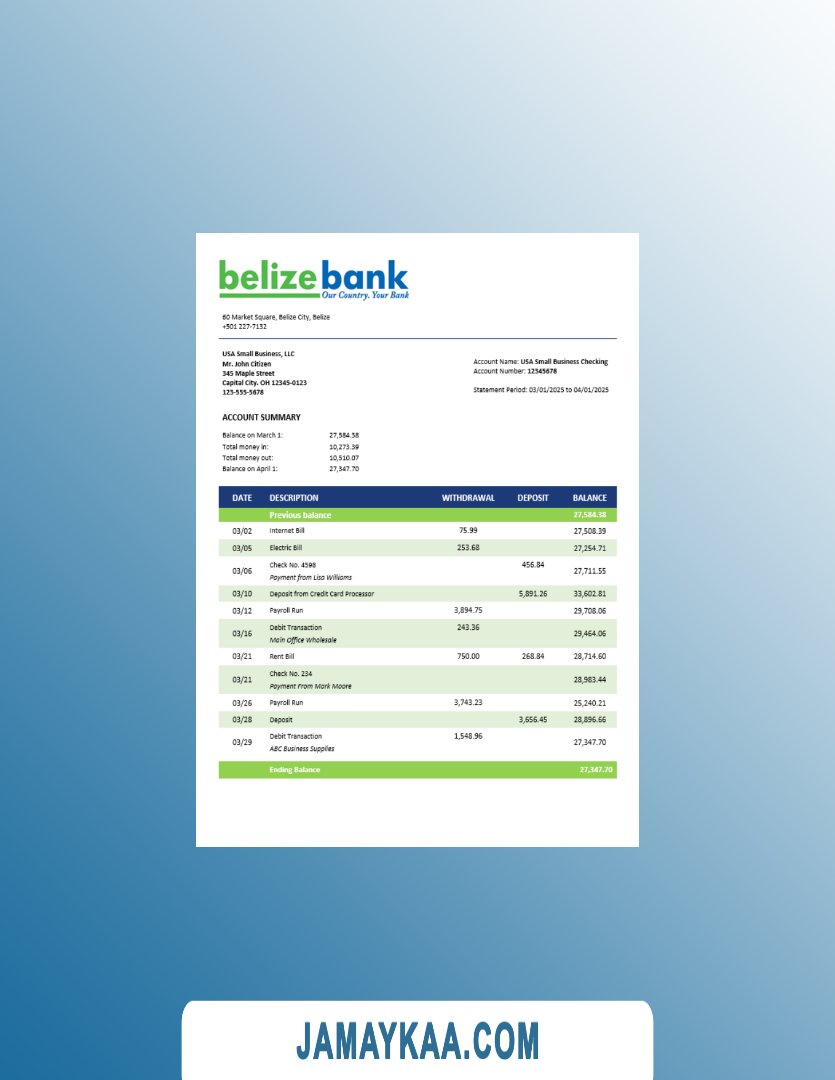 belizebank
Our Country. Your Bank
60 Market Square, Belize City, Belize
+501 227-7132
USA Small Business, LLC
Mr. John Citizen
345 Maple Street
Capital City. OH 12345-0123
123-555-5678
Account Name: USA Small Business Checking
Account Number: 12345678
Statement Period: 03/01/2025 to 04/01/2025
ACCOUNT SUMMARY
Balance on March 1: 27,584.38
Total money in: 10,273.39
Total money out: 10,510.07
Balance on April 1: 27,347.70
DATE DESCRIPTION WITHDRAWAL DEPOSIT BALANCE
Previous balance 27,584.38
03/02 Internet Bill 75.99 27,508.39
03/05 Electric Bill 253.68 27,254.71
03/06 Check No. 4598 456.84 27,711.55
Payment from Lisa Williams
03/10 Deposit from Credit Card Processor 5,891.26 33,602.81
03/12 Payroll Run 3,894.75 29,708.06
03/16 Debit Transaction 243.36 29,464.06
Main Office Wholesale
03/21 Rent Bill 750.00 268.84 28,714.60
03/21 Check No. 234 28,983.44
Payment From Mark Moore
03/26 Payroll Run 3,743.23 25,240.21
03/28 Deposit 3,656.45 28,896.66
03/29 Debit Transaction 1,548.96 27,347.70
ABC Business Supplies
Ending Balance 27,347.70
JAMAYKAA.COM